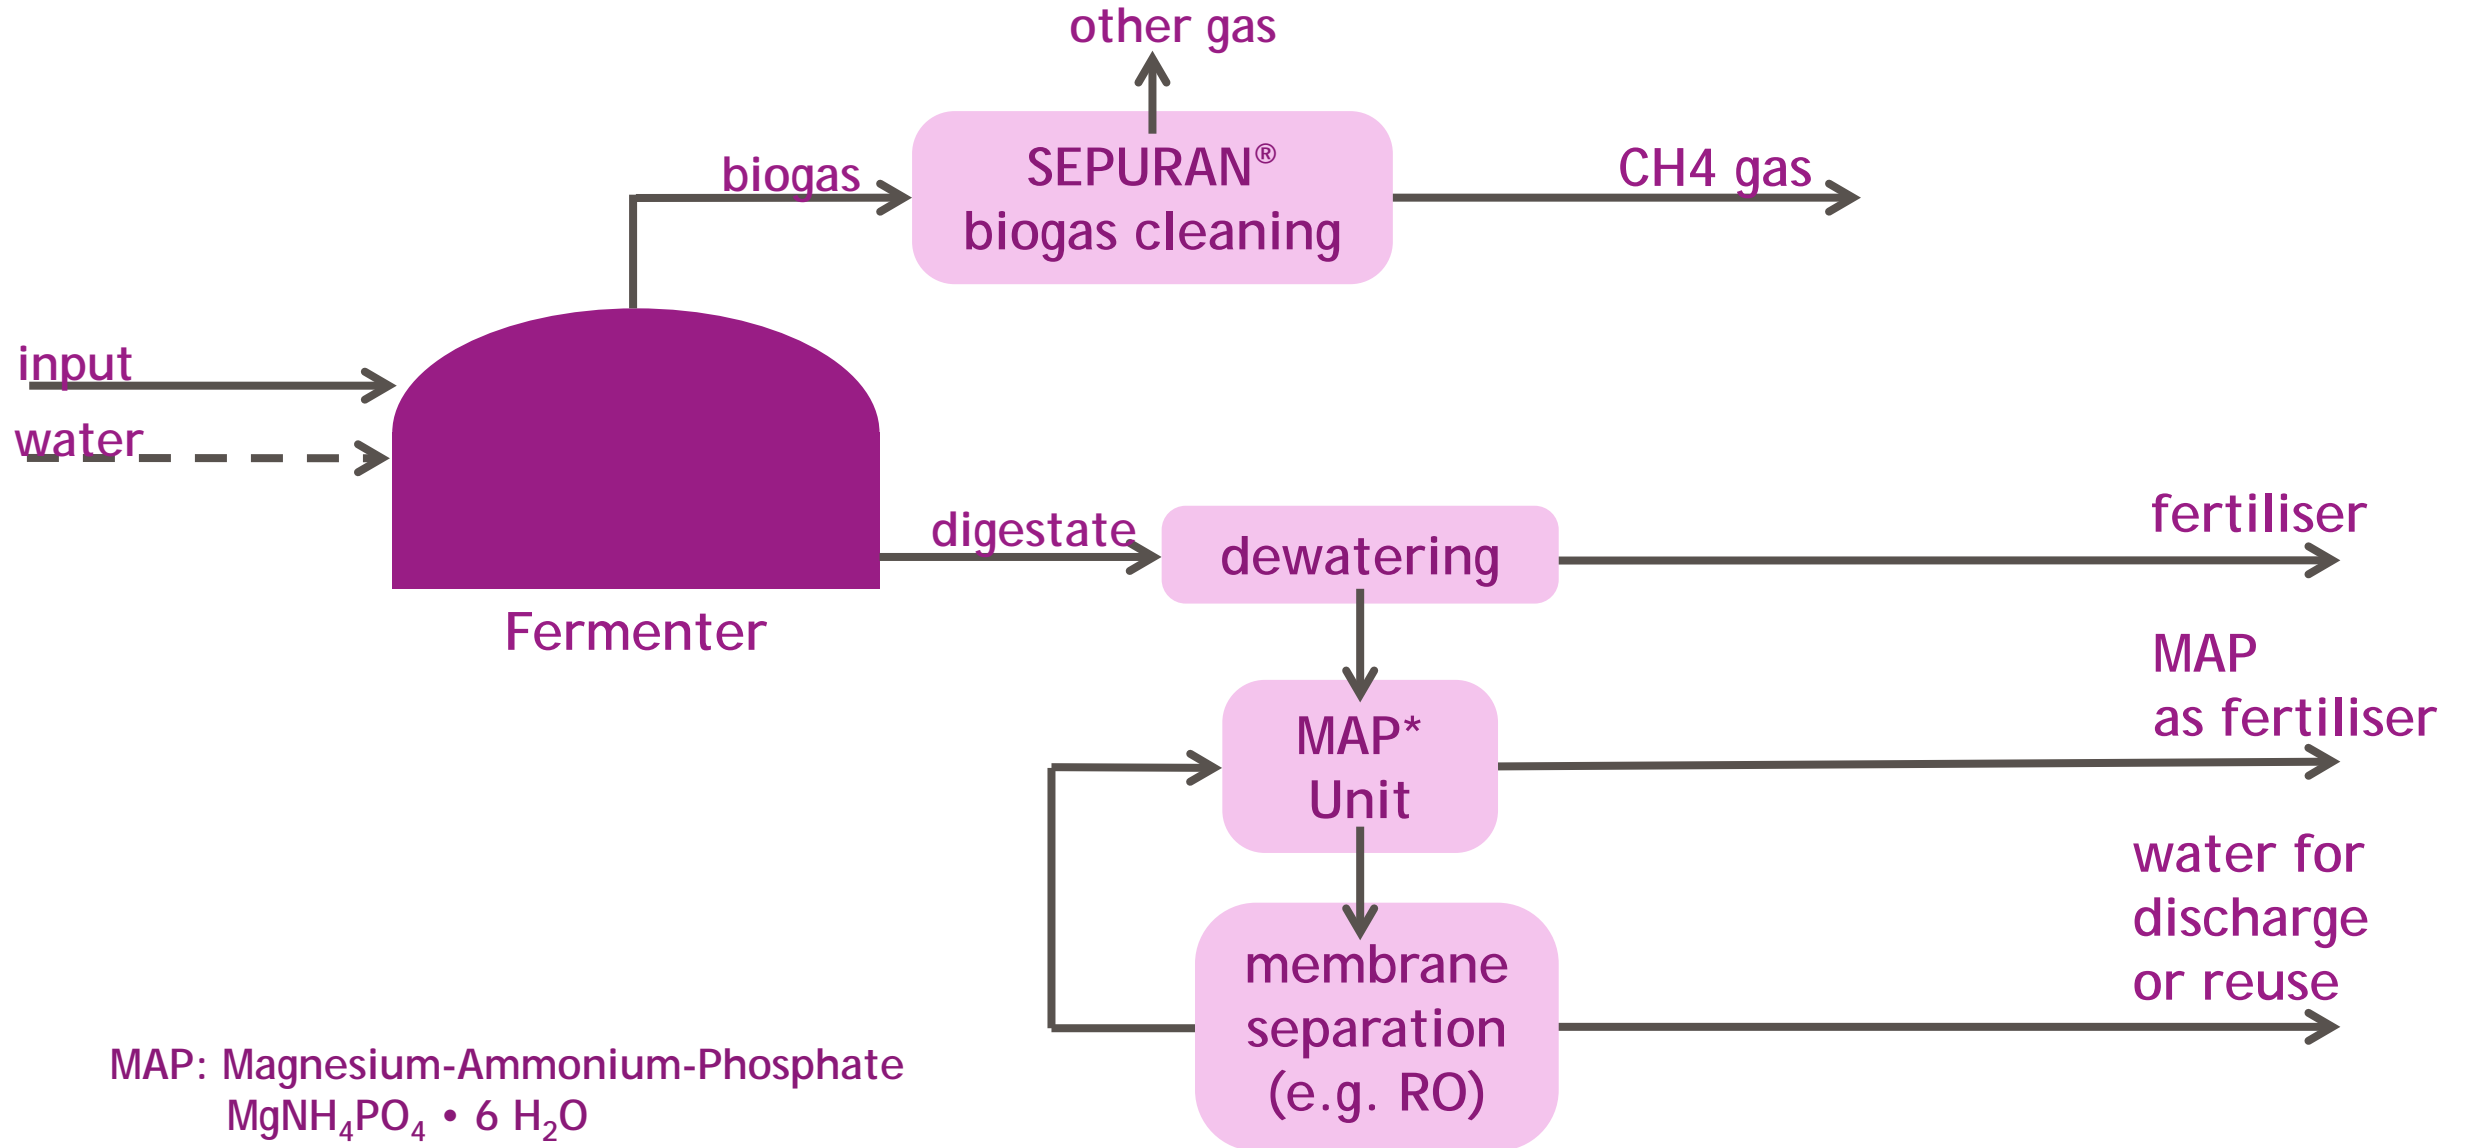 other gas
SEPURAN®
biogas cleaning
biogas
CH4 gas
input
water
Fermenter
digestate
dewatering
fertiliser
MAP*
Unit
MAP
as fertiliser
membrane
separation
(e.g. RO)
water for
discharge
or reuse
MAP: Magnesium-Ammonium-Phosphate
MgNH₄PO₄ • 6 H₂O